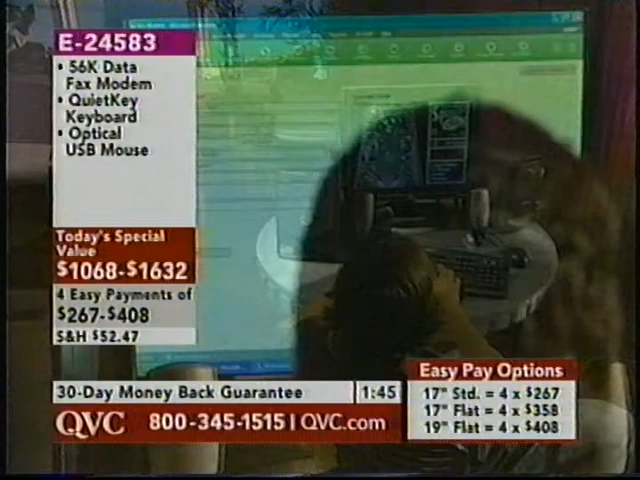 E-24583
• 56K Data
Fax Modem
• QuietKey
Keyboard
• Optical
USB Mouse
Today's Special
Value
$1068-$1632
4 Easy Payments of
$267-$408
S&H $52.47
30-Day Money Back Guarantee
1:45
QVC 800-345-1515 | QVC.com
Easy Pay Options
17" Std. = 4 x $267
17" Flat = 4 x $358
19" Flat = 4 x $408